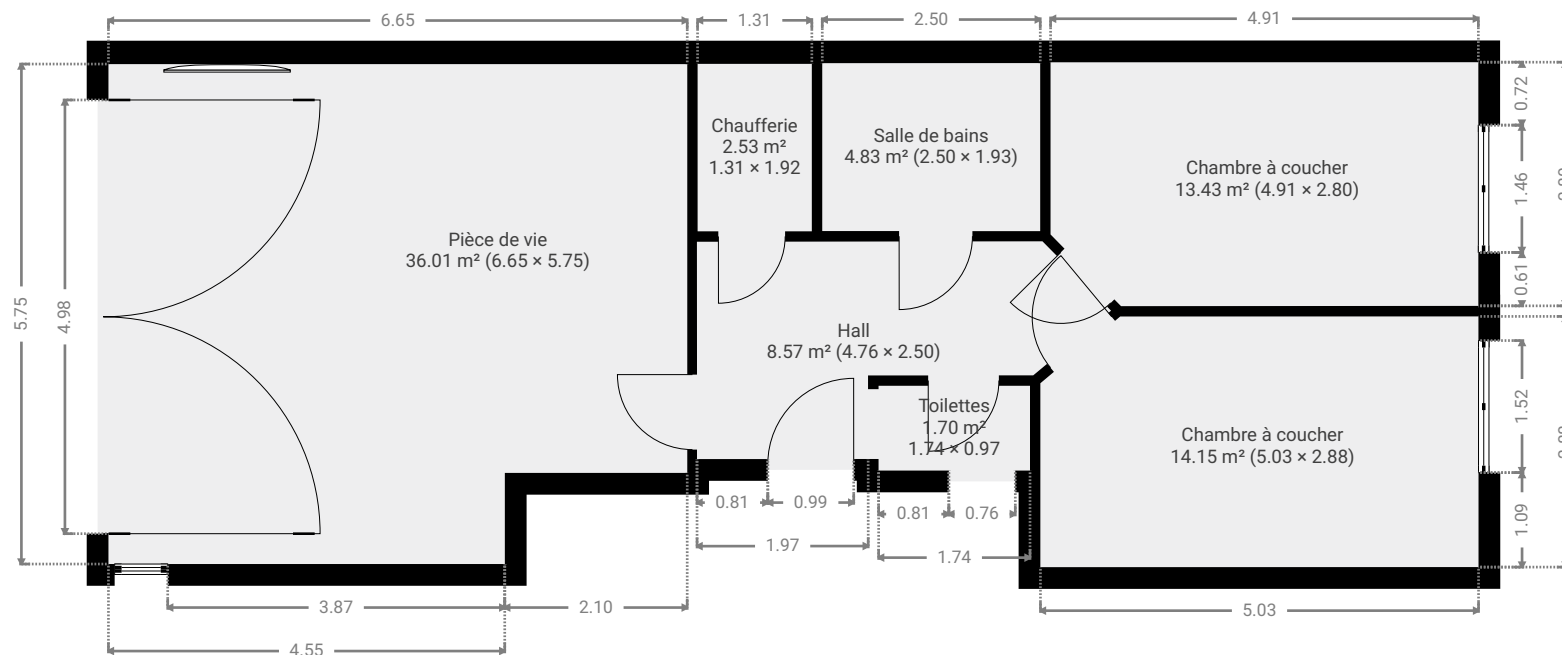 6.65
1.31
2.50
4.91
5.75
4.98
0.72
1.46
0.61
1.52
1.09
Chaufferie
2.53 m²
1.31 × 1.92
Salle de bains
4.83 m² (2.50 × 1.93)
Chambre à coucher
13.43 m² (4.91 × 2.80)
Pièce de vie
36.01 m² (6.65 × 5.75)
Hall
8.57 m² (4.76 × 2.50)
Toilettes
1.70 m²
1.74 × 0.97
Chambre à coucher
14.15 m² (5.03 × 2.88)
0.81
0.99
0.81
0.76
1.97
1.74
3.87
2.10
5.03
4.55